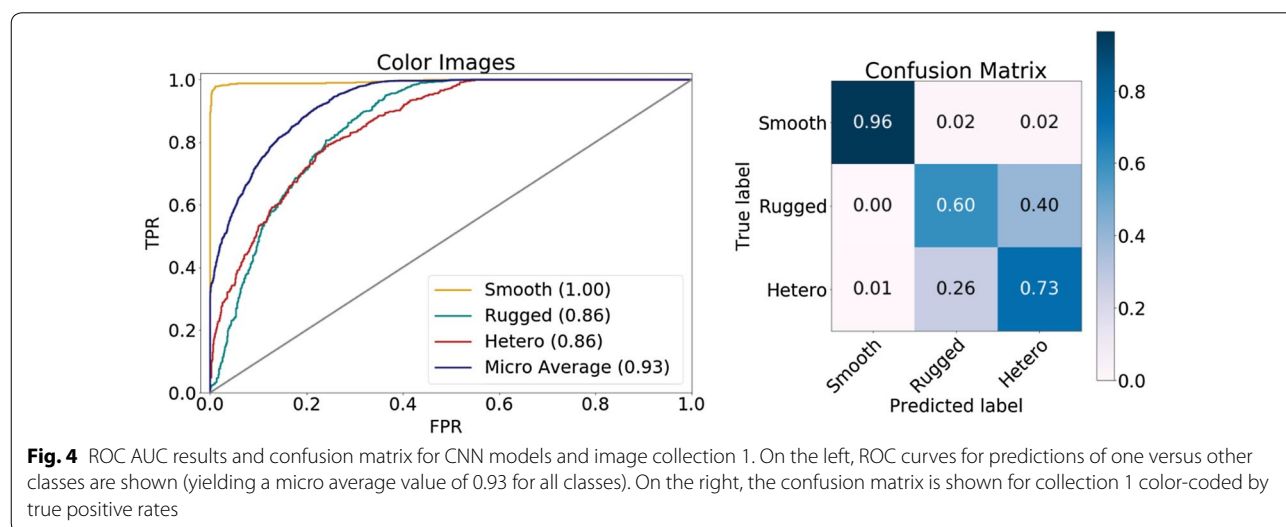 Color Images
1.0
0.8
0.6
0.4
0.2
0.0
TPR
0.0 0.2 0.4 0.6 0.8 1.0
FPR
Smooth (1.00)
Rugged (0.86)
Hetero (0.86)
Micro Average (0.93)
Confusion Matrix
True label
Smooth 0.96 0.02 0.02
Rugged 0.00 0.60 0.40
Hetero 0.01 0.26 0.73
Smooth Rugged Hetero
Predicted label
0.8
0.6
0.4
0.2
0.0
Fig. 4 ROC AUC results and confusion matrix for CNN models and image collection 1. On the left, ROC curves for predictions of one versus other
classes are shown (yielding a micro average value of 0.93 for all classes). On the right, the confusion matrix is shown for collection 1 color-coded by
true positive rates